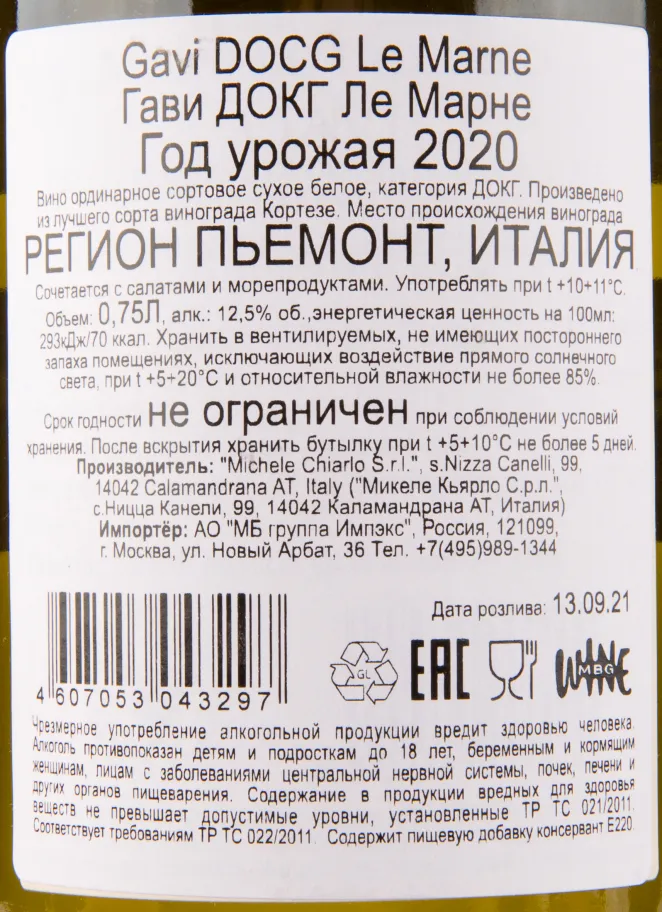 Gavi DOCG Le Marne
Гави ДОКГ Ле Марне
Год урожая 2020
Вино ординарное сортовое сухое белое, категория ДОКГ. Произведено
из лучшего сорта винограда Кортезе. Место происхождения винограда
РЕГИОН ПЬЕМОНТ, ИТАЛИЯ
Сочетается с салатами и морепродуктами. Употреблять при t +10+11°C.
Объем: 0,75Л, алк.: 12,5% об.,энергетическая ценность на 100мл:
293кДж/70 ккал. Хранить в вентилируемых, не имеющих постороннего
запаха помещениях, исключающих воздействие прямого солнечного
света, при t +5+20°C и относительной влажности не более 85%.
Срок годности не ограничен при соблюдении условий
хранения. После вскрытия хранить бутылку при t +5+10°C не более 5 дней.
Производитель: "Michele Chiarlo S.r.l.", s.Nizza Canelli, 99,
14042 Calamandrana AT, Italy ("Микеле Кьярло С.р.л.",
с.Ницца Канели, 99, 14042 Каламандрана АТ, Италия)
Импортёр: АО "МБ группа Импэкс", Россия, 121099,
г. Москва, ул. Новый Арбат, 36 Тел. +7(495)989-1344
Дата розлива: 13.09.21
GL EAC WINE MBG
4 607053 043297
Чрезмерное употребление алкогольной продукции вредит здоровью человека.
Алкоголь противопоказан детям и подросткам до 18 лет, беременным и кормящим
женщинам, лицам с заболеваниями центральной нервной системы, почек, печени и
других органов пищеварения. Содержание в продукции вредных для здоровья
веществ не превышает допустимые уровни, установленные ТР ТС 021/2011.
Соответствует требованиям ТР ТС 022/2011. Содержит пищевую добавку консервант Е220.